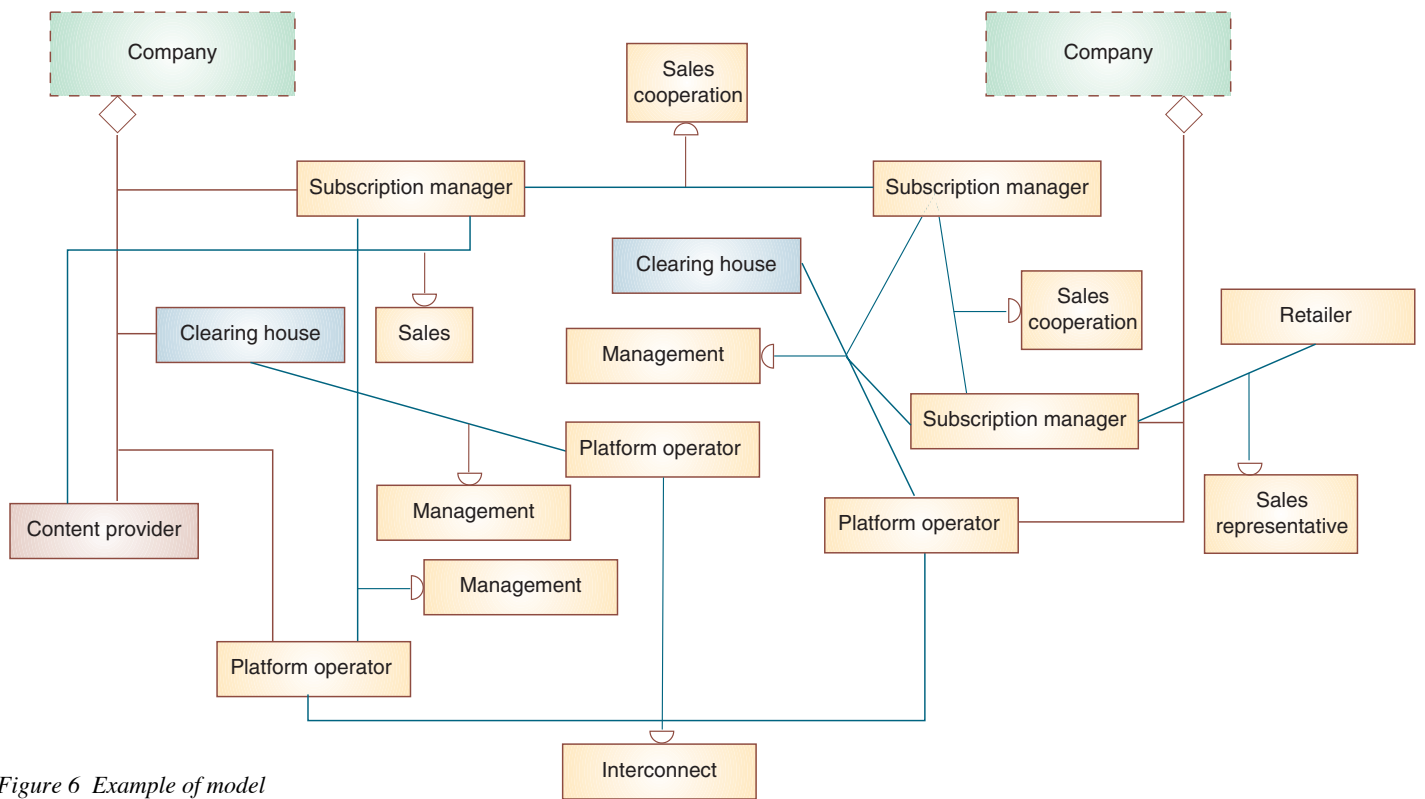 Company
Company
Sales
cooperation
Subscription manager
Subscription manager
Clearing house
Clearing house
Sales
Sales
cooperation
Retailer
Management
Subscription manager
Platform operator
Management
Content provider
Platform operator
Sales
representative
Management
Platform operator
Interconnect
Figure 6 Example of model